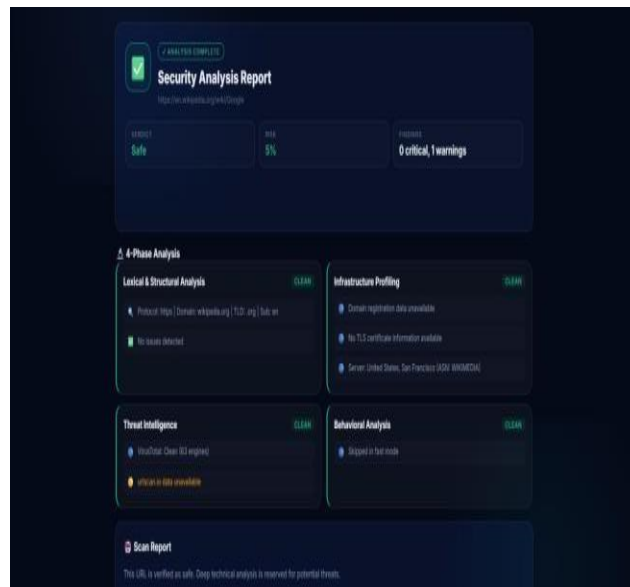 ✓ ANALYSIS COMPLETE
Security Analysis Report
https://en.wikipedia.org/wiki/Google
VERDICT
Safe
RISK
5%
FINDINGS
0 critical, 1 warnings
4-Phase Analysis
Lexical & Structural Analysis
CLEAN
Protocol: https | Domain: wikipedia.org | TLD: .org | Sub: en
No issues detected
Infrastructure Profiling
CLEAN
Domain registration data unavailable
No TLS certificate information available
Server: United States, San Francisco (ASN: WIKIMEDIA)
Threat Intelligence
CLEAN
VirusTotal: Clean (63 engines)
urlscan.io data unavailable
Behavioral Analysis
CLEAN
Skipped in fast mode
Scan Report
This URL is verified as safe. Deep technical analysis is reserved for potential threats.